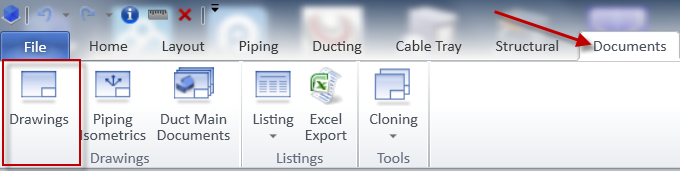 File Home Layout Piping Ducting Cable Tray Structural Documents
Drawings Piping Duct Main Listing Excel Cloning
Isometrics Documents Export
Drawings Listings Tools